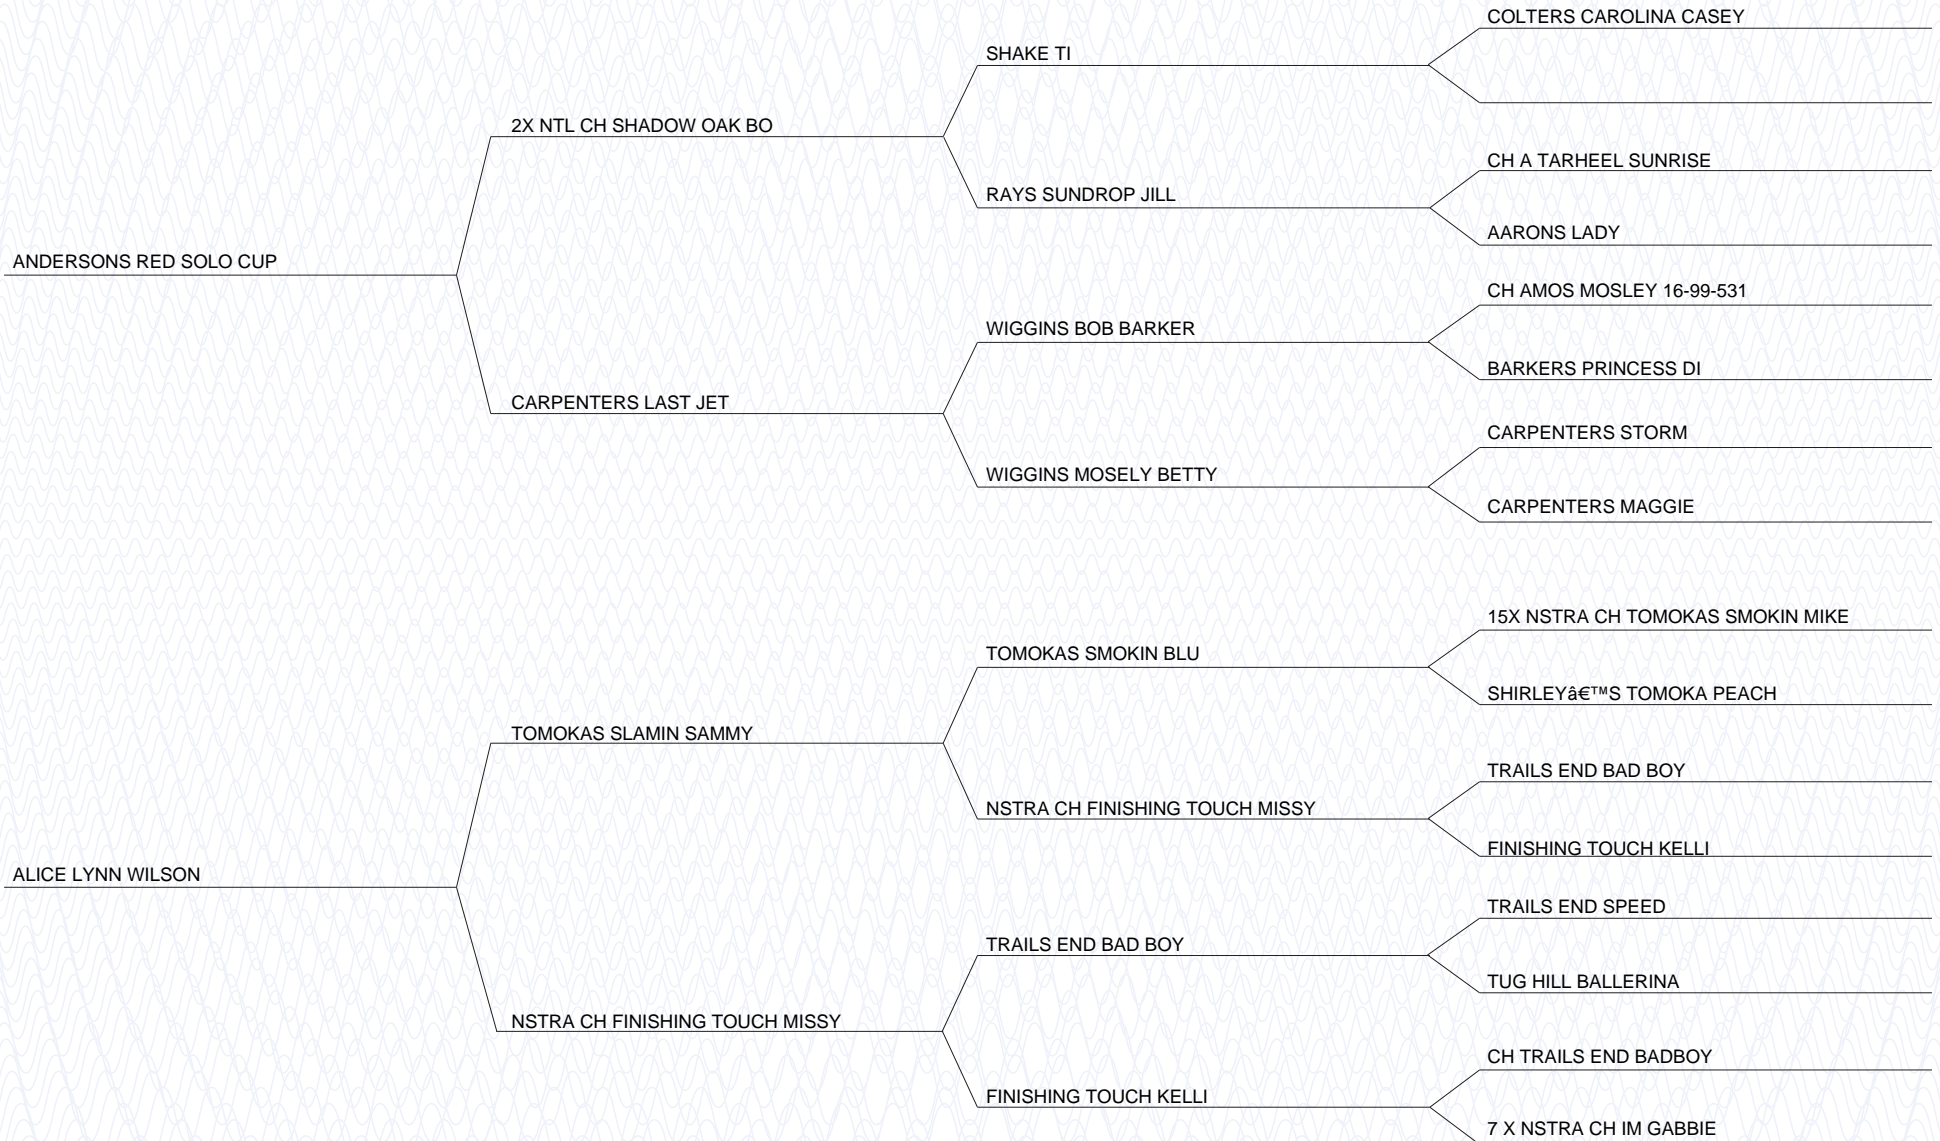 COLTERS CAROLINA CASEY
SHAKE TI
2X NTL CH SHADOW OAK BO
CH A TARHEEL SUNRISE
RAYS SUNDROP JILL
AARONS LADY
ANDERSONS RED SOLO CUP
CH AMOS MOSLEY 16-99-531
WIGGINS BOB BARKER
BARKERS PRINCESS DI
CARPENTERS LAST JET
CARPENTERS STORM
WIGGINS MOSELY BETTY
CARPENTERS MAGGIE
15X NSTRA CH TOMOKAS SMOKIN MIKE
TOMOKAS SMOKIN BLU
SHIRLEYâ€™S TOMOKA PEACH
TOMOKAS SLAMIN SAMMY
TRAILS END BAD BOY
NSTRA CH FINISHING TOUCH MISSY
FINISHING TOUCH KELLI
ALICE LYNN WILSON
TRAILS END SPEED
TRAILS END BAD BOY
TUG HILL BALLERINA
NSTRA CH FINISHING TOUCH MISSY
CH TRAILS END BADBOY
FINISHING TOUCH KELLI
7 X NSTRA CH IM GABBIE